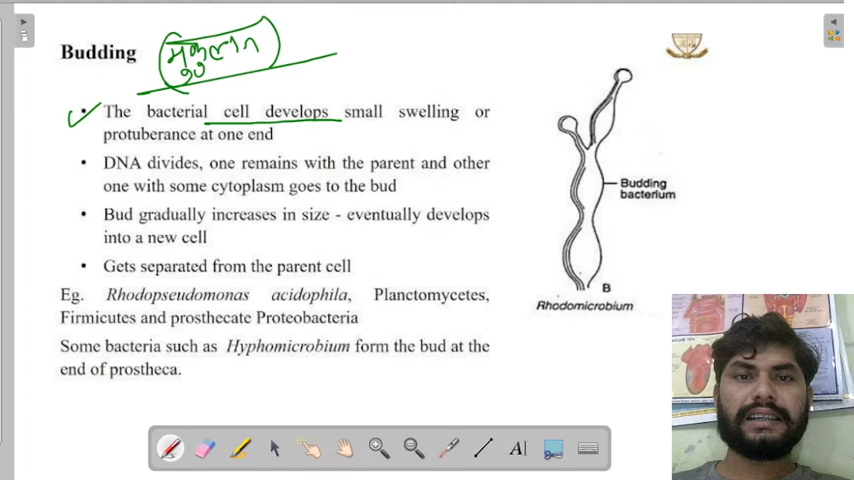 Budding
मुकुलन
• The bacterial cell develops small swelling or
protuberance at one end
• DNA divides, one remains with the parent and other
one with some cytoplasm goes to the bud
• Bud gradually increases in size - eventually develops
into a new cell
• Gets separated from the parent cell
Eg. Rhodopseudomonas acidophila, Planctomycetes,
Firmicutes and prosthecate Proteobacteria
Some bacteria such as Hyphomicrobium form the bud at the
end of prostheca.
Budding
bacterium
B
Rhodomicrobium
A